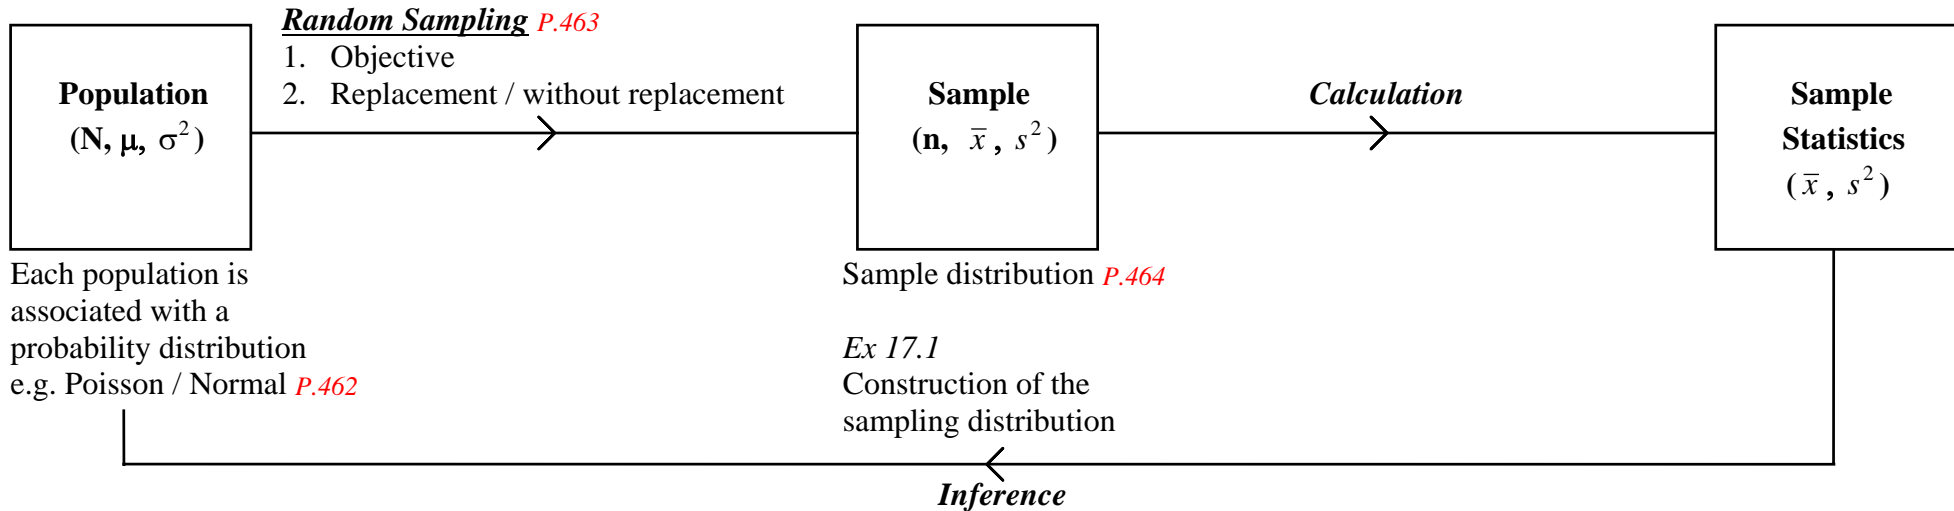 Random Sampling P.463
1. Objective
2. Replacement / without replacement
Population
(N, μ, σ²)
Sample
(n, x̄, s²)
Calculation
Sample
Statistics
(x̄, s²)
Each population is
associated with a
probability distribution
e.g. Poisson / Normal P.462
Sample distribution P.464
Ex 17.1
Construction of the
sampling distribution
Inference